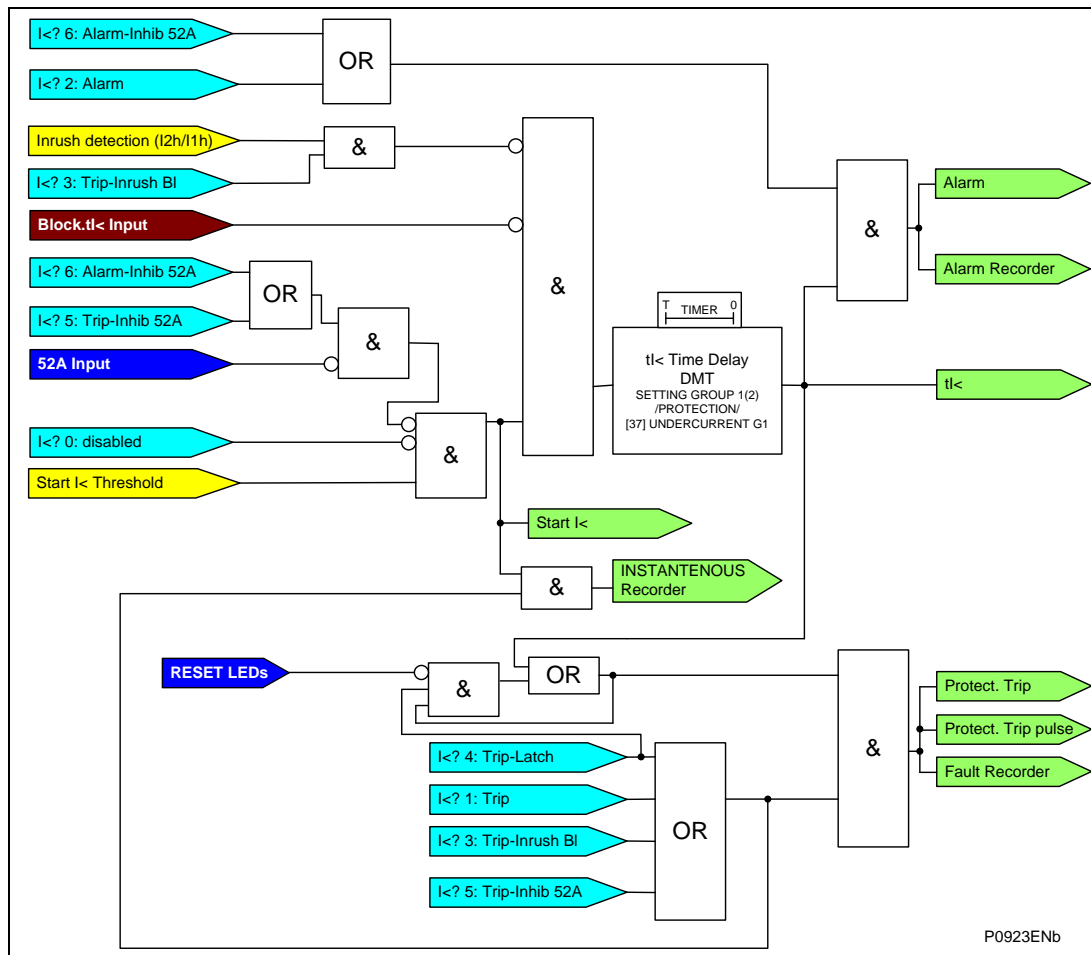 I<? 6: Alarm-Inhib 52A
OR
I<? 2: Alarm
Inrush detection (I2h/I1h)
&
I<? 3: Trip-Inrush Bl
Block.tI< Input
&
Alarm
&
Alarm Recorder
I<? 6: Alarm-Inhib 52A
OR
I<? 5: Trip-Inhib 52A
&
52A Input
T TIMER 0
tI< Time Delay
DMT
SETTING GROUP 1(2)
/PROTECTION/
[37] UNDERCURRENT G1
tI<
I<? 0: disabled
&
Start I< Threshold
Start I<
&
INSTANTENOUS
Recorder
RESET LEDs
&
OR
Protect. Trip
Protect. Trip pulse
&
Fault Recorder
I<? 4: Trip-Latch
I<? 1: Trip
OR
I<? 3: Trip-Inrush Bl
I<? 5: Trip-Inhib 52A
P0923ENb